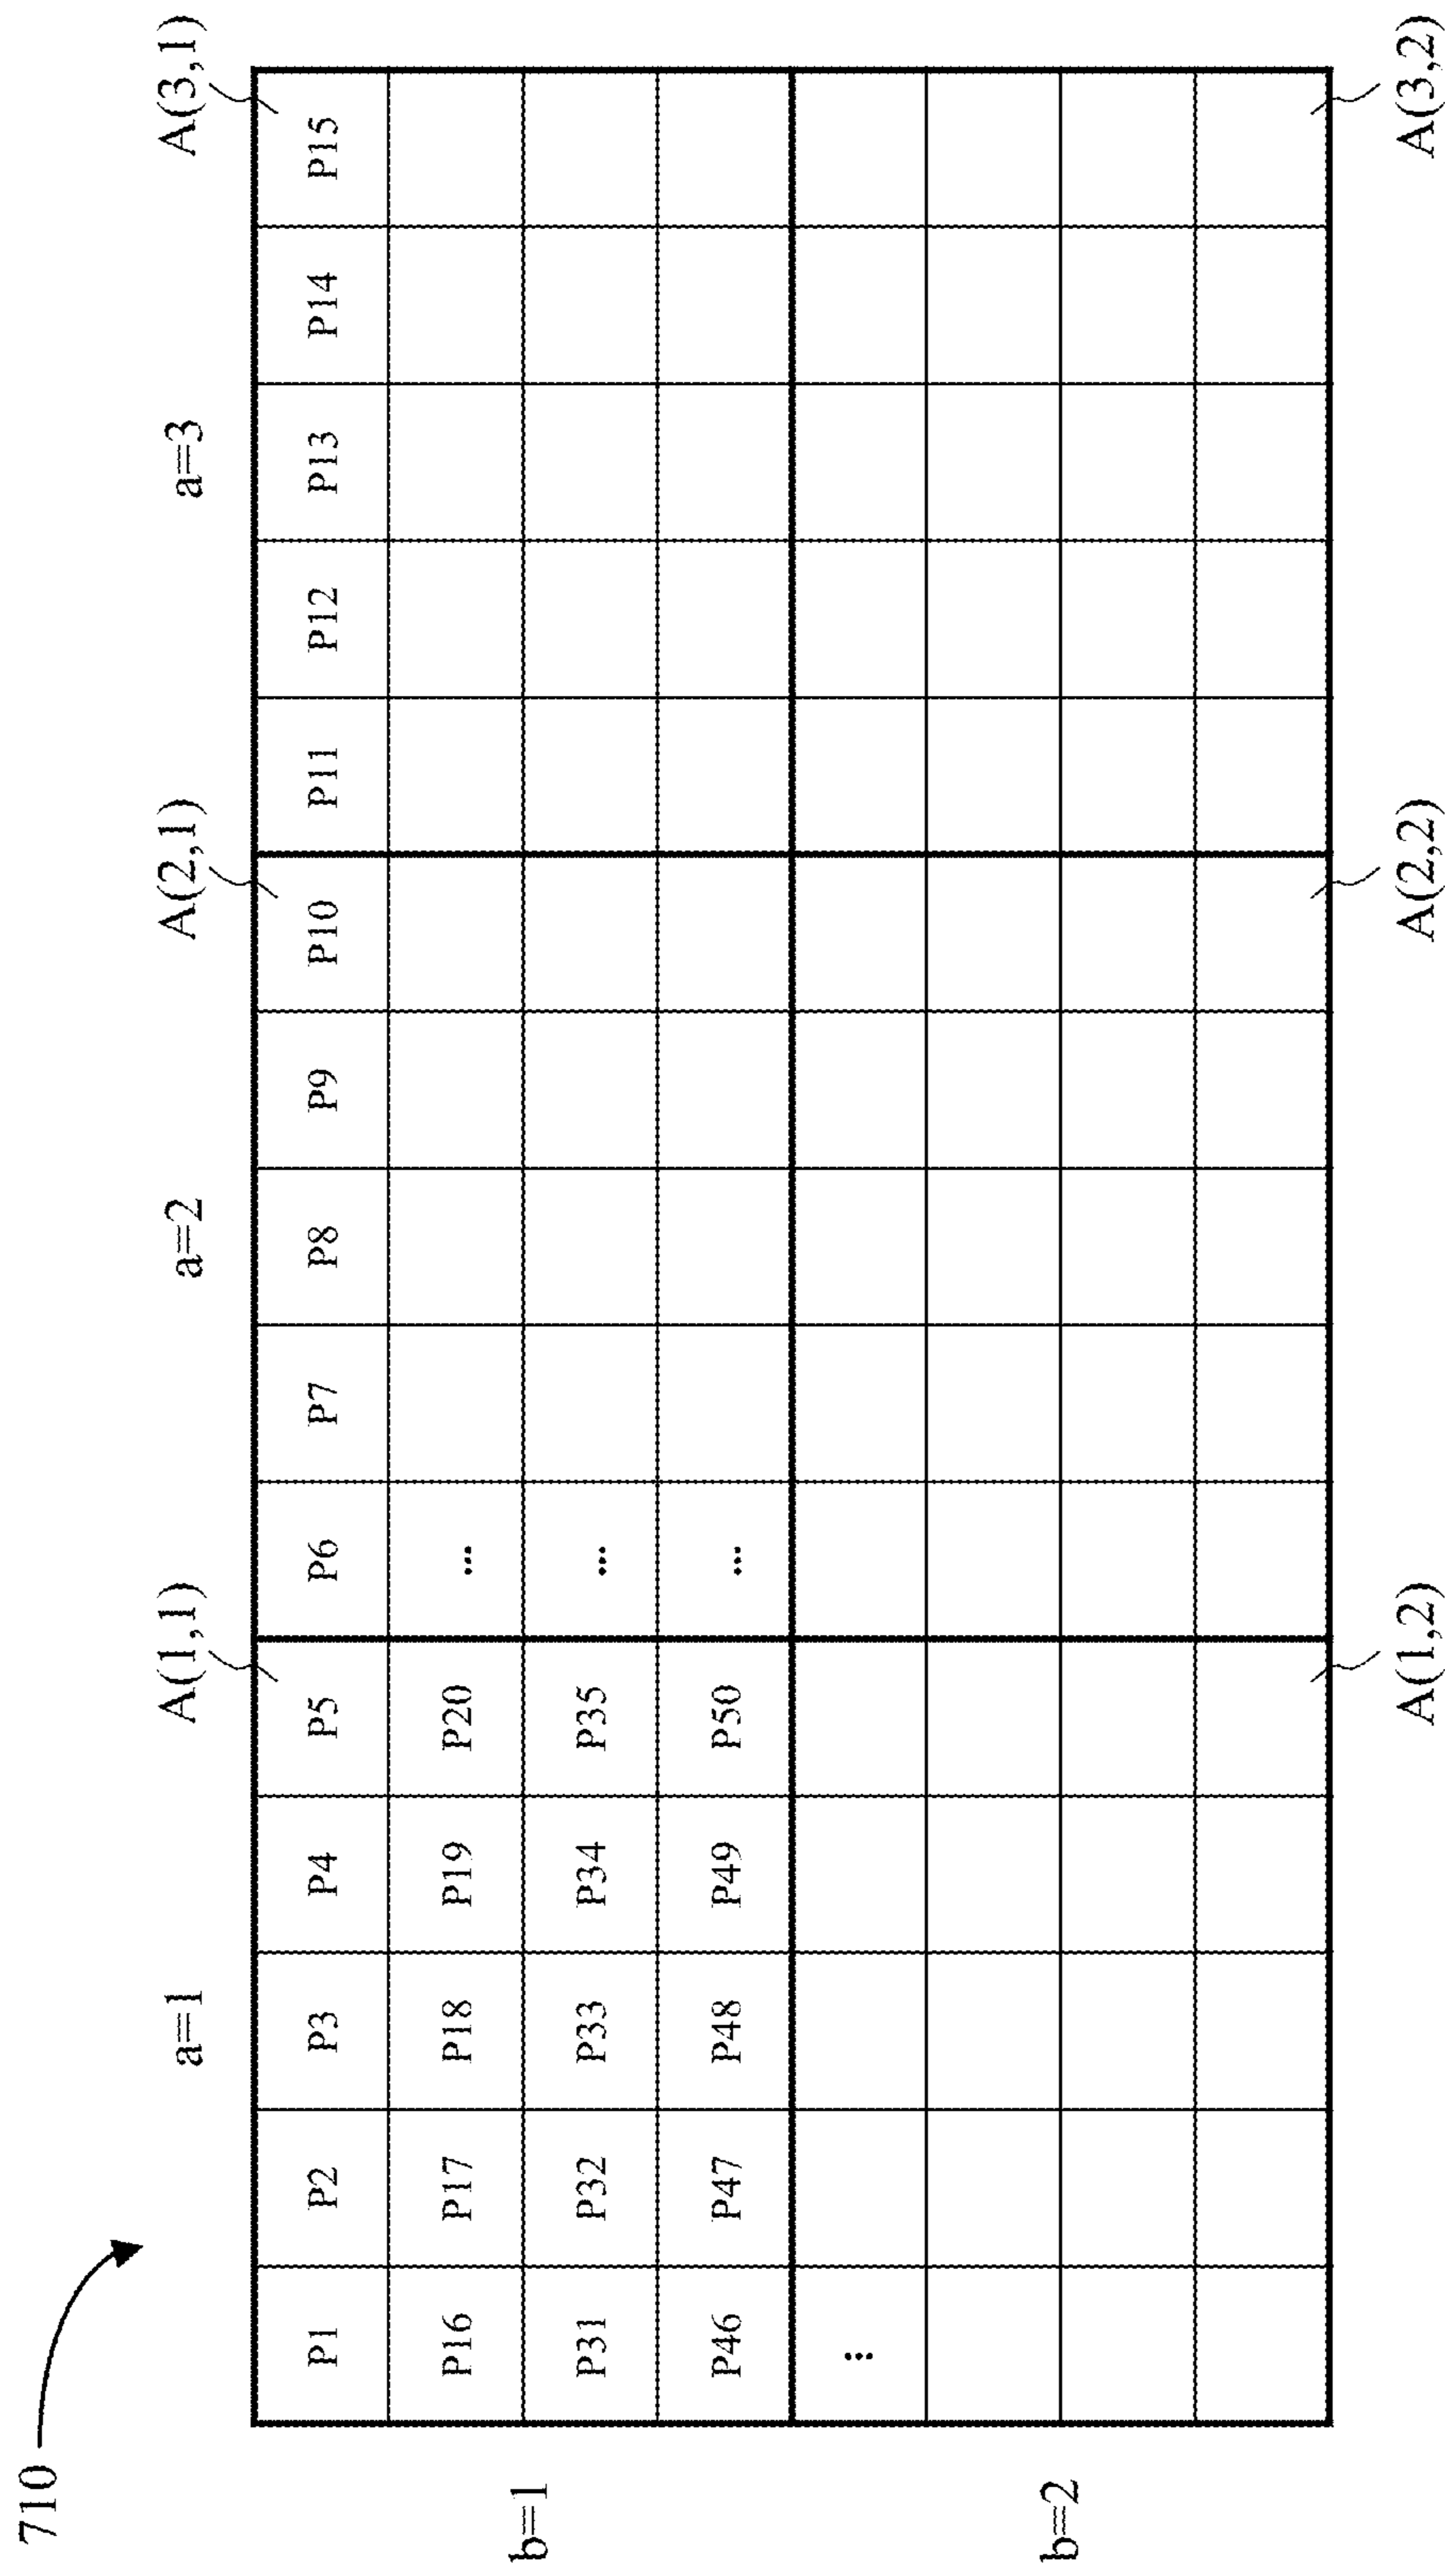 710
a=1 a=2 a=3
A(1,1) A(2,1) A(3,1)
b=1
P1 P2 P3 P4 P5 P6 P7 P8 P9 P10 P11 P12 P13 P14 P15
P16 P17 P18 P19 P20 ...
P31 P32 P33 P34 P35 ...
P46 P47 P48 P49 P50 ...
b=2
...
A(1,2) A(2,2) A(3,2)